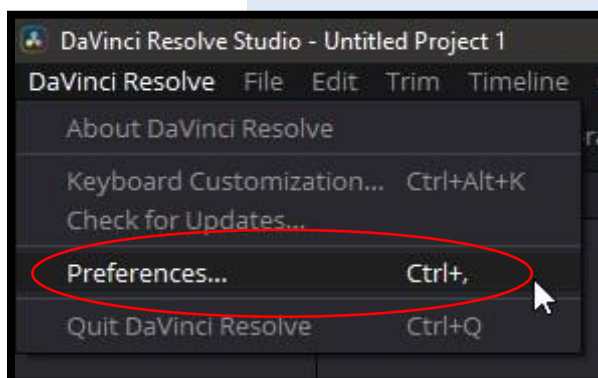 DaVinci Resolve Studio - Untitled Project 1
DaVinci Resolve File Edit Trim Timeline
About DaVinci Resolve
Keyboard Customization... Ctrl+Alt+K
Check for Updates...
Preferences... Ctrl+,
Quit DaVinci Resolve Ctrl+Q